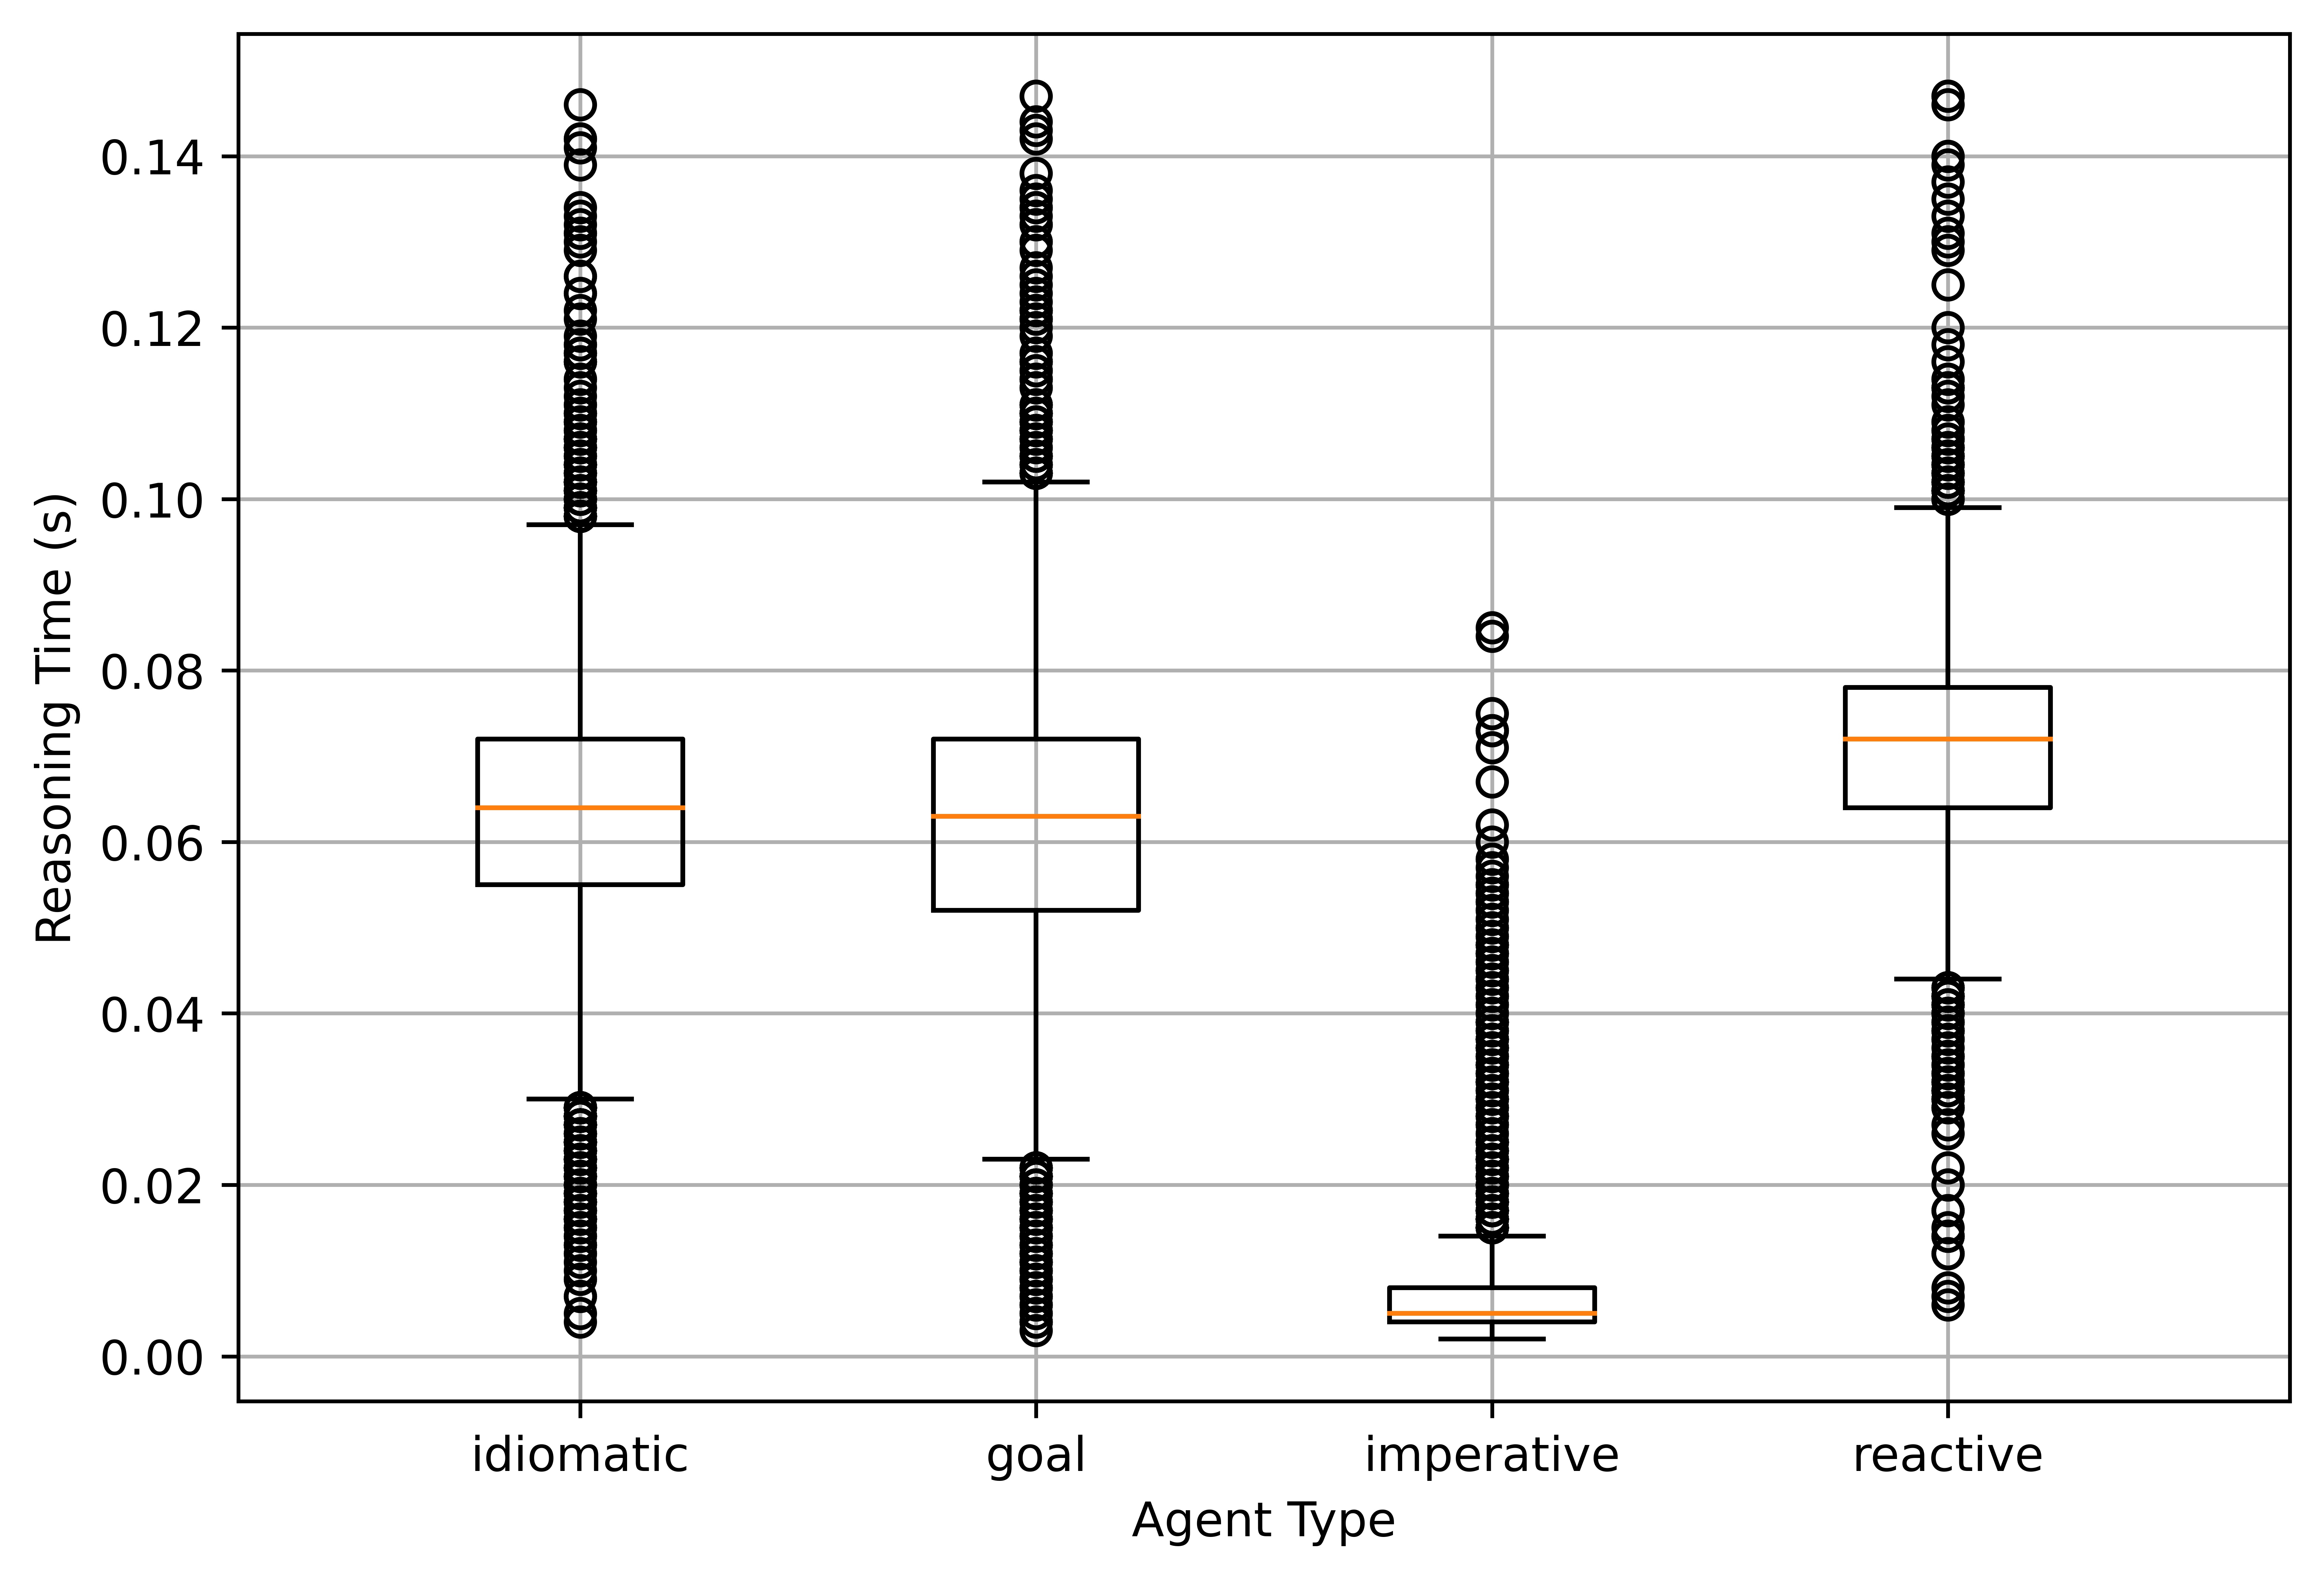 Reasoning Time (s)
0.14
0.12
0.10
0.08
0.06
0.04
0.02
0.00
idiomatic
goal
imperative
reactive
Agent Type